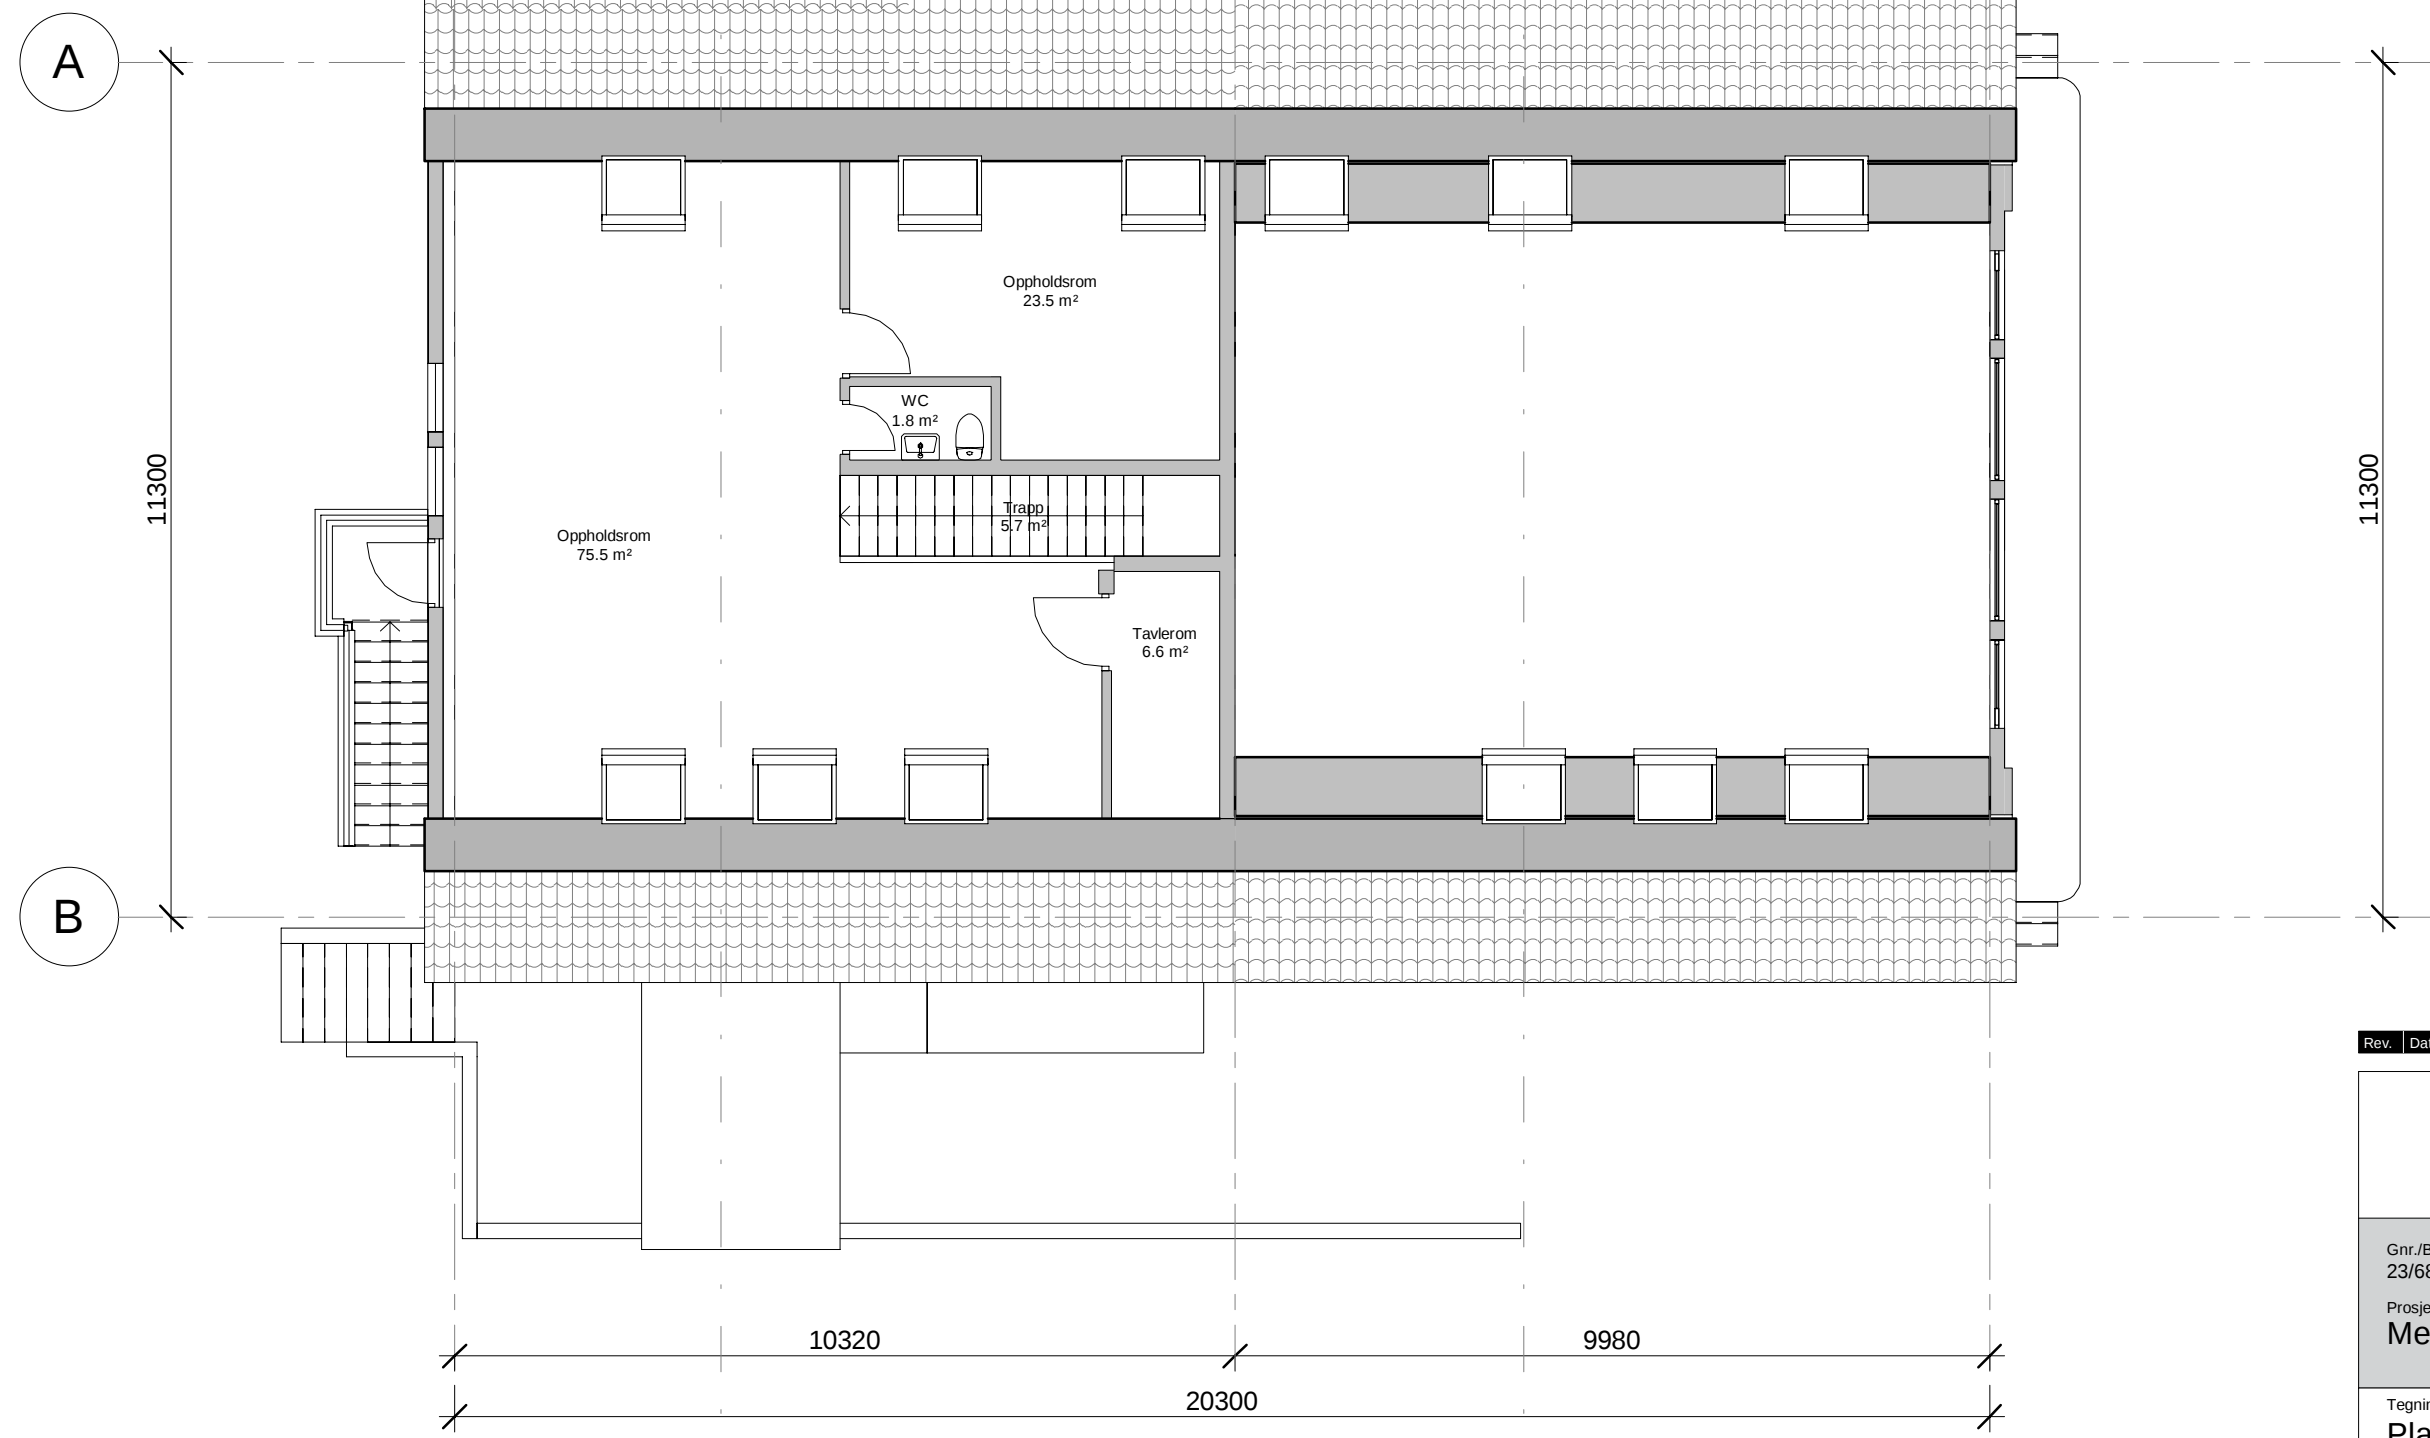 A
Oppholdsrom
23.5 m²
WC
1.8 m²
11300
11300
Trapp
5.7 m²
Oppholdsrom
75.5 m²
Tavlerom
6.6 m²
B
Rev.
Gnr./B
23/68
Prosje
Me
10320
9980
20300